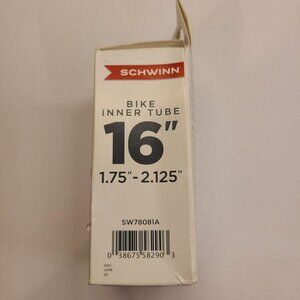 SCHWINN
BIKE
INNER TUBE
16"
1.75"-2.125"
SW78081A
0 38675 58290 3